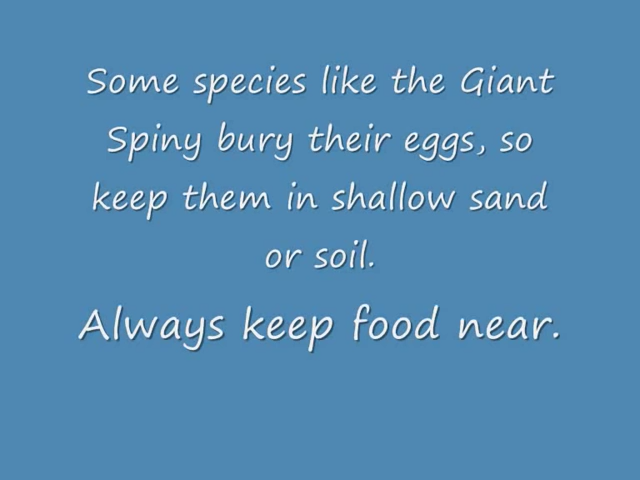 Some species like the Giant
Spiny bury their eggs, so
keep them in shallow sand
or soil.
Always keep food near.